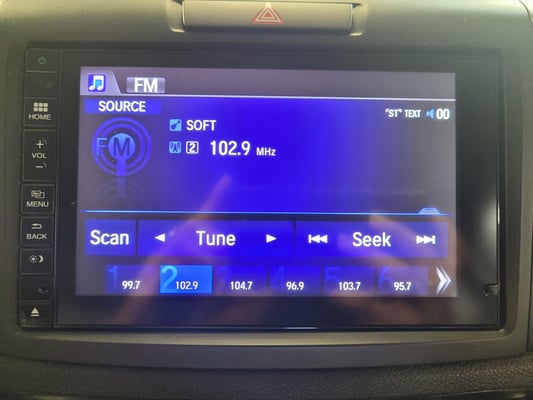 FM
SOURCE
"ST" TEXT 00
FM
SOFT
2 102.9 MHz
HOME
+
VOL
−
MENU
BACK
Scan Tune Seek
1 2 3 4 5 6
99.7 102.9 104.7 96.9 103.7 95.7